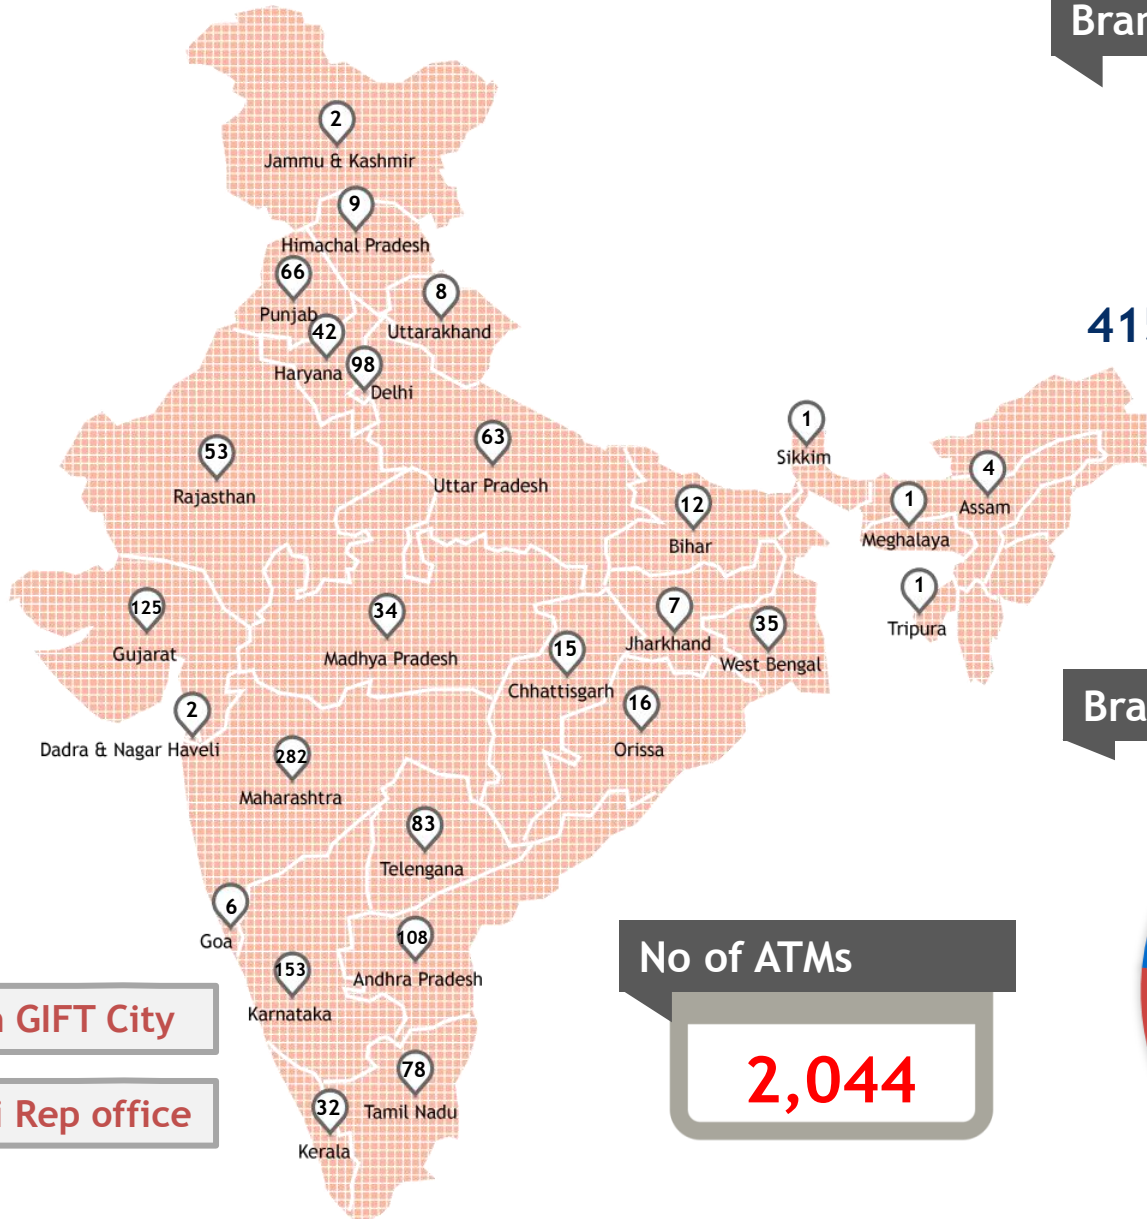 Bran
2
Jammu & Kashmir
9
Himachal Pradesh
66
Punjab
8
Uttarakhand
42
Haryana
98
Delhi
415
53
Rajasthan
63
Uttar Pradesh
1
Sikkim
4
Assam
1
Meghalaya
12
Bihar
1
Tripura
125
Gujarat
34
Madhya Pradesh
7
Jharkhand
35
West Bengal
15
Chhattisgarh
16
Orissa
2
Dadra & Nagar Haveli
282
Maharashtra
Bra
83
Telengana
6
Goa
108
Andhra Pradesh
153
Karnataka
No of ATMs
2,044
GIFT City
78
Tamil Nadu
i Rep office
32
Kerala